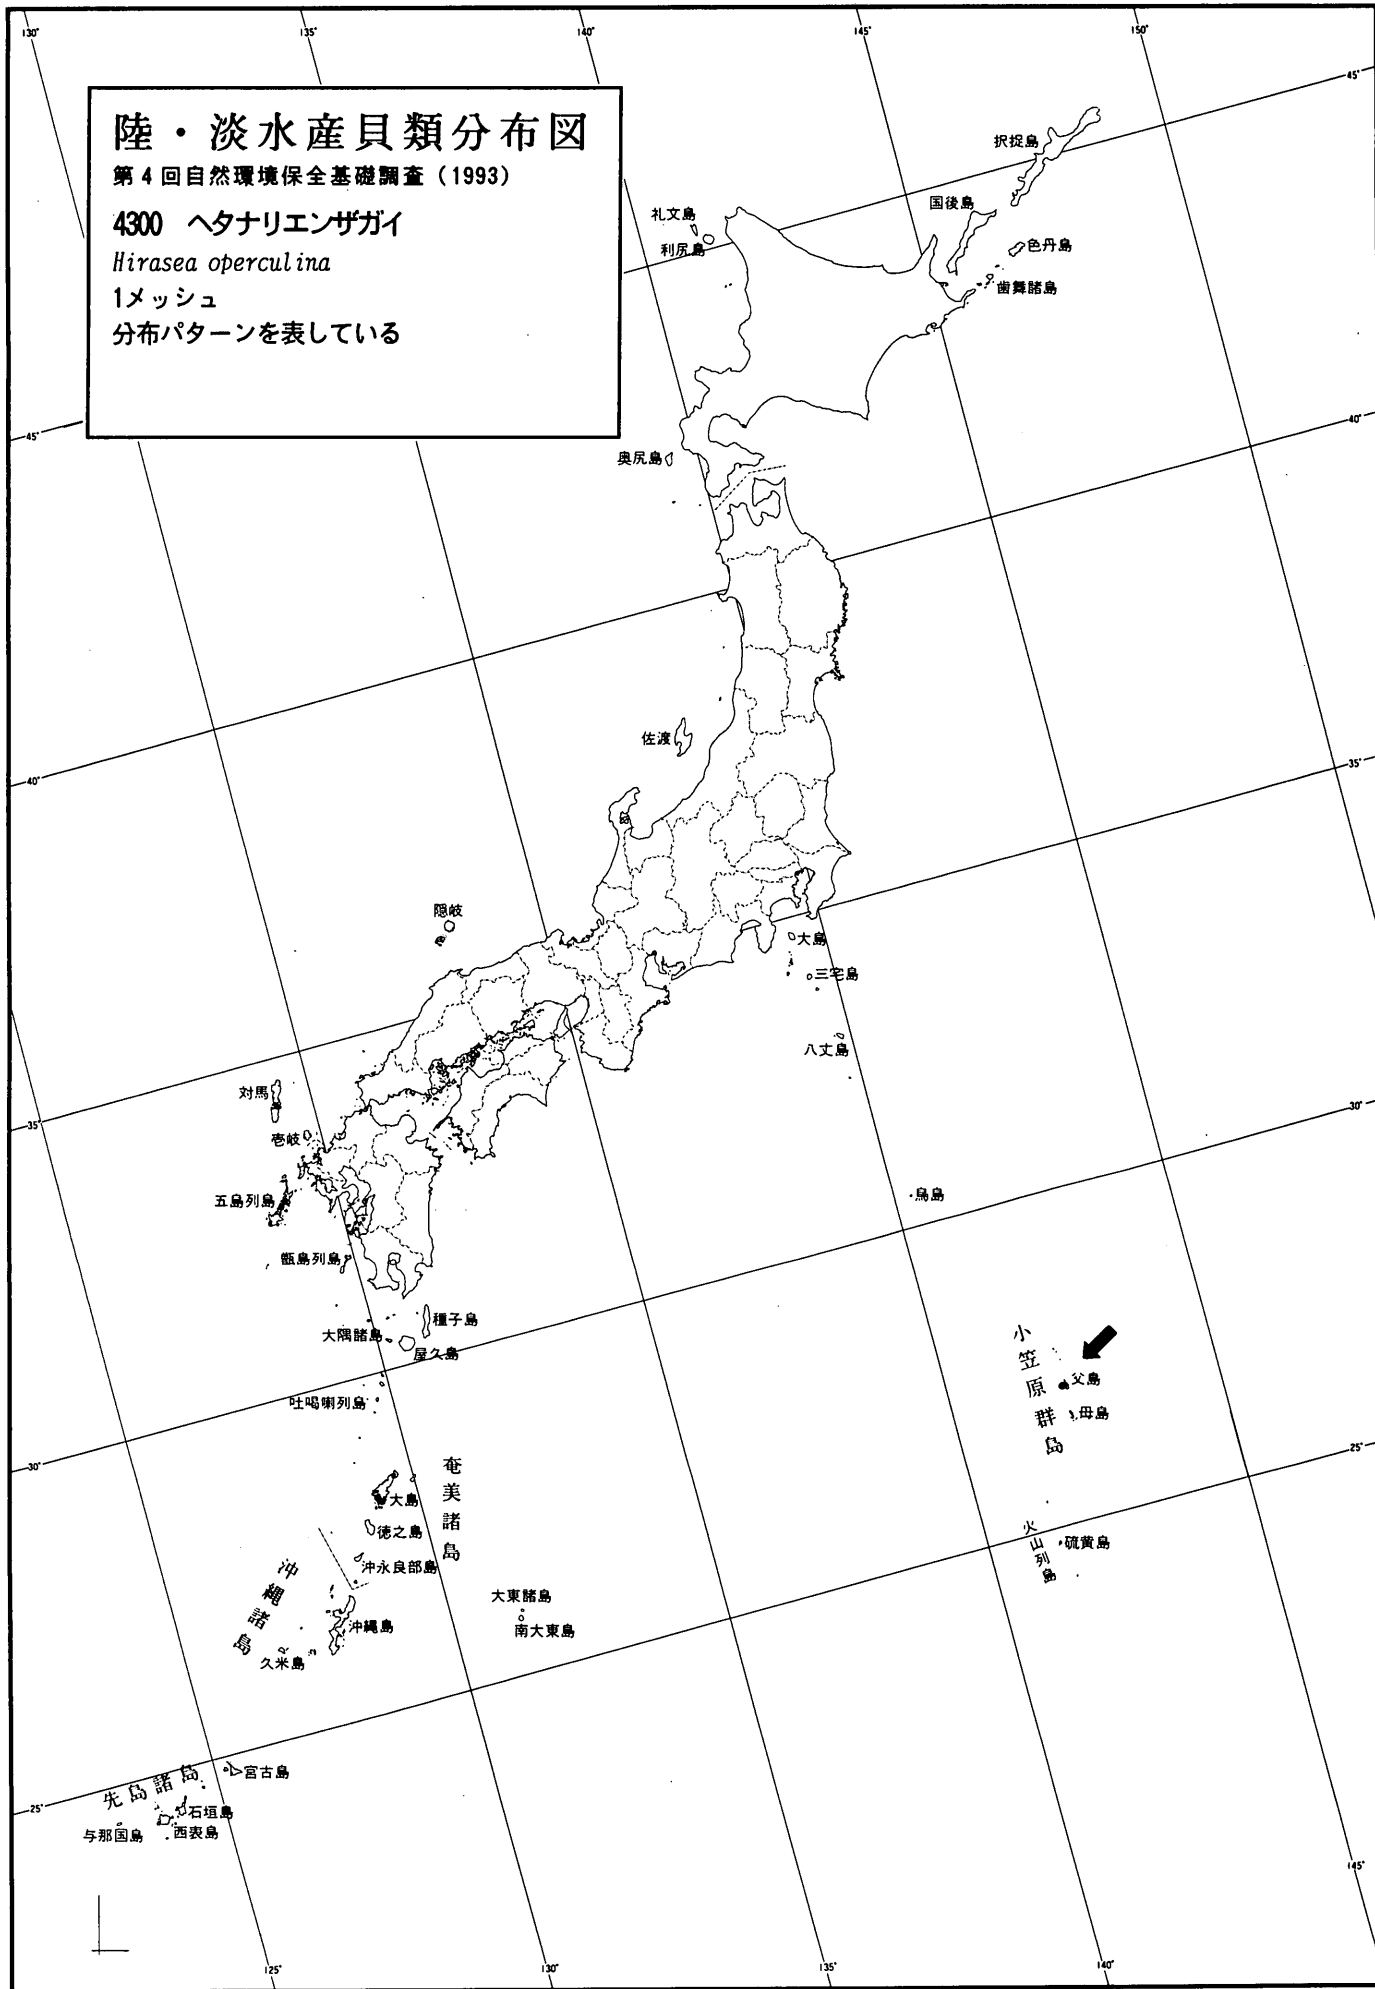 130°
135°
140°
145°
150°
陸・淡水産貝類分布図
第4回自然環境保全基礎調査(1993)
4300 ヘタナリエンザガイ
Hirasea operculina
1メッシュ
分布パターンを表している
45°
択捉島
国後島
礼文島
利尻島
色丹島
歯舞諸島
40°
45°
奥尻島
佐渡
35°
40°
隠岐
大島
三宅島
八丈島
対馬
30°
35°
壱岐
五島列島
鳥島
甑島列島
種子島
大隅諸島
屋久島
小笠原群島
父島
吐噶喇列島
母島
25°
30°
奄美諸島
大島
徳之島
火山列島
硫黄島
沖永良部島
沖縄諸島
大東諸島
沖縄島
南大東島
久米島
宮古島
先島諸島
25°
石垣島
与那国島
西表島
145°
125°
130°
135°
140°